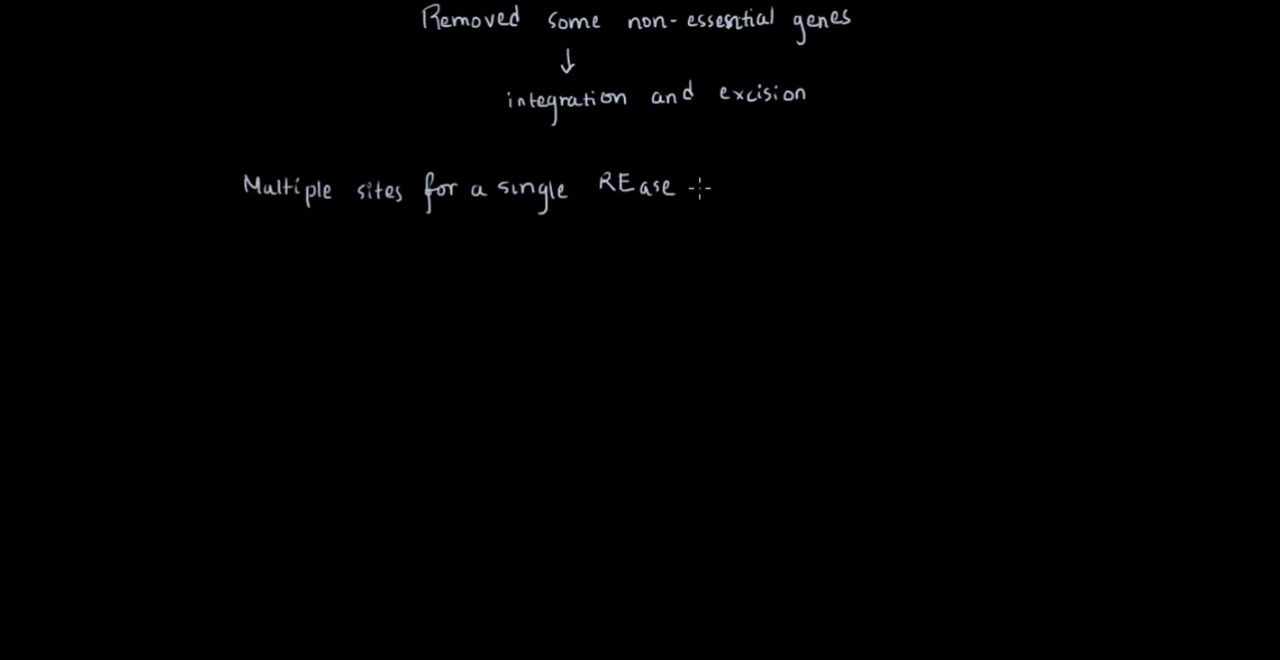 Removed some non-essential genes
↓
integration and excision
Multiple sites for a single REase